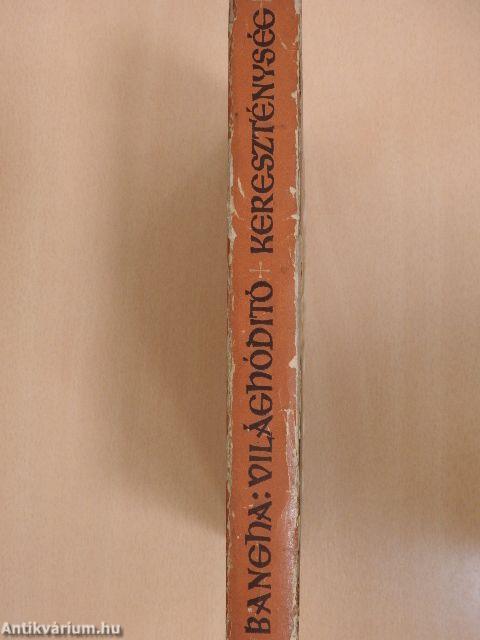 BANGHA: VILÁGHÓDITÓ + KERESZTÉNYSÉG
Antikvárium.hu